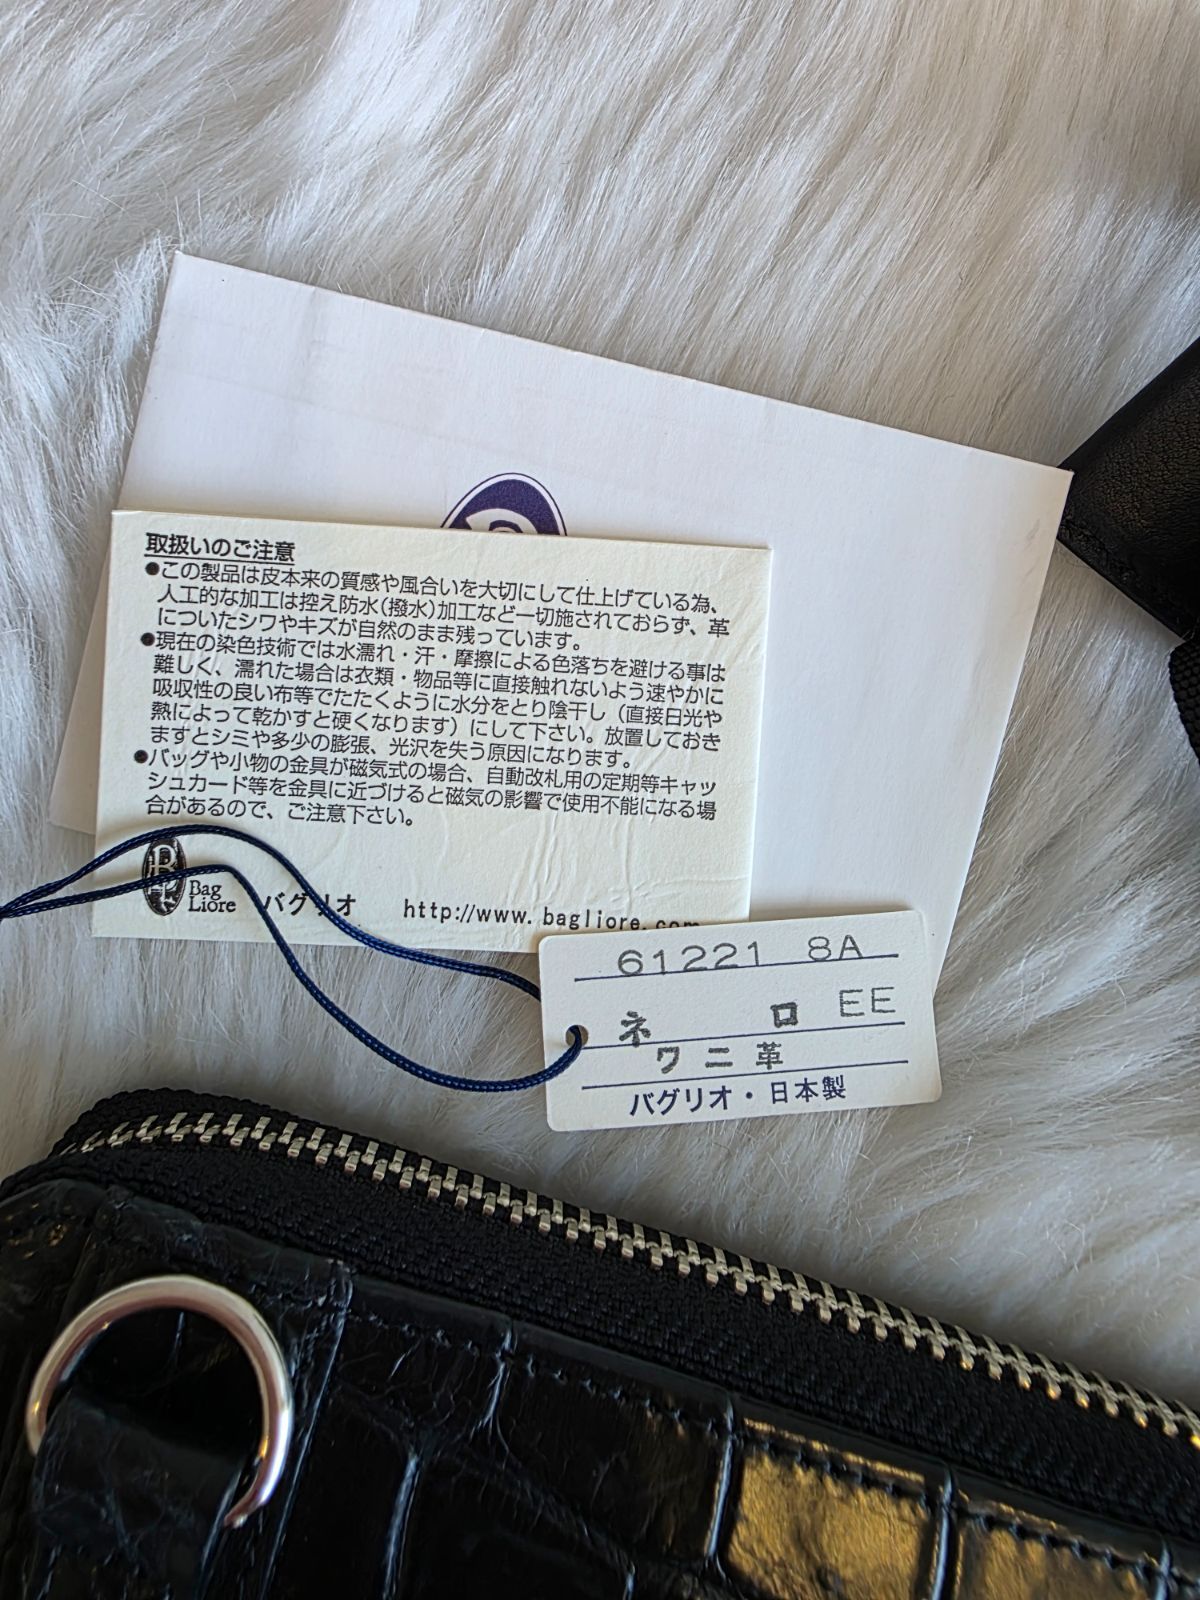 取扱いのご注意
●この製品は皮本来の質感や風合いを大切にして仕上げている為、
人工的な加工は控え防水(撥水)加工など一切施されておらず、革
についたシワやキズが自然のまま残っています。
●現在の染色技術では水濡れ・汗・摩擦による色落ちを避ける事は
難しく、濡れた場合は衣類・物品等に直接触れないよう速やかに
吸収性の良い布等でたたくように水分をとり陰干し（直接日光や
熱によって乾かすと硬くなります）にして下さい。放置しておき
ますとシミや多少の膨張、光沢を失う原因になります。
●バッグや小物の金具が磁気式の場合、自動改札用の定期等キャッ
シュカード等を金具に近づけると磁気の影響で使用不能になる場
合があるので、ご注意下さい。
Bag
Liore バグリオ http://www.bagliore.com
61221 8A
ネロ EE
ワニ革
バグリオ・日本製